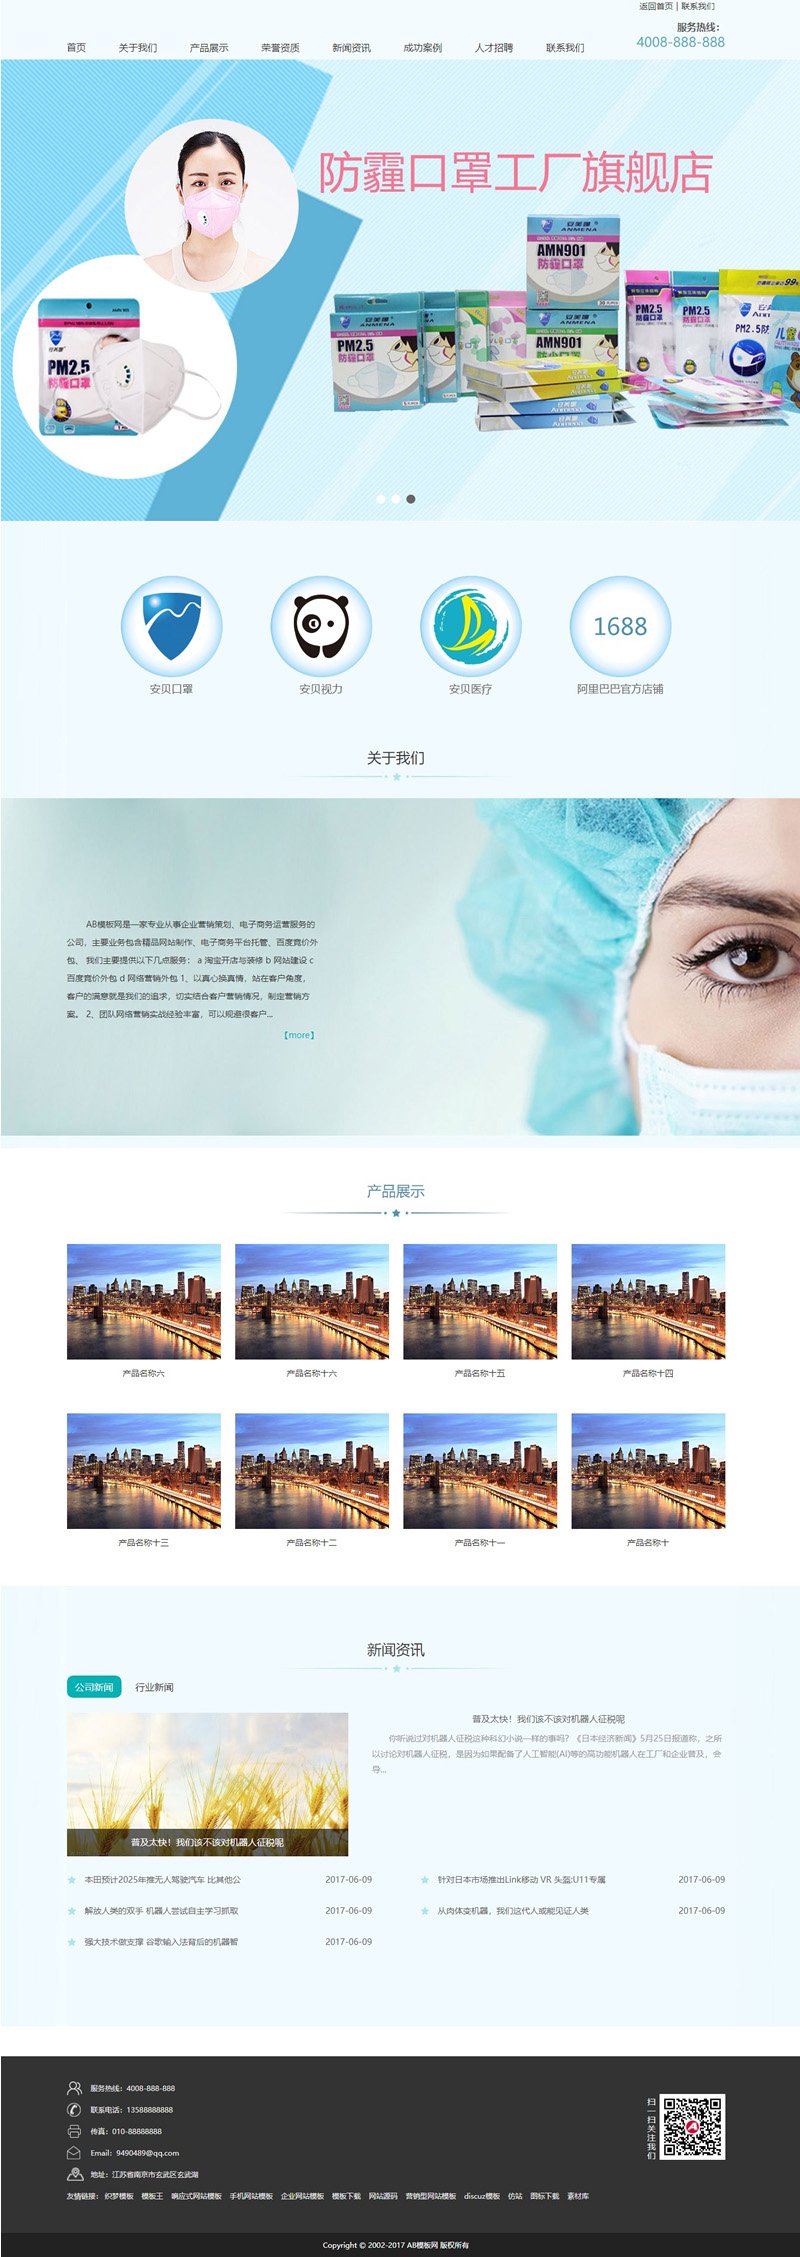 返回首页 | 联系我们
服务热线：
4008-888-888
首页 关于我们 产品展示 荣誉资质 新闻资讯 成功案例 人才招聘 联系我们
防霾口罩工厂旗舰店
ANMENA
AMN901
防霾口罩
PM2.5
防霾口罩
ANMENA
PM2.5
防霾口罩
AMN901
PM2.5
防霾口罩
PM2.5
防霾口罩
PM2.5防
1688
安贝口罩 安贝视力 安贝医疗 阿里巴巴官方店铺
关于我们
AB模板网是一家专业从事企业营销策划、电子商务运营服务的
公司，主要业务包含精品网站制作、电子商务平台托管、百度竞价外
包、 我们主要提供以下几点服务： a 淘宝开店与装修 b 网站建设 c
百度竞价外包 d 网络营销外包 1、以真心换真情，站在客户角度，
客户的满意就是我们的追求，切实结合客户营销情况，制定营销方
案。 2、团队网络营销实战经验丰富，可以规避很客户...
【more】
产品展示
产品名称六 产品名称十六 产品名称十五 产品名称十四
产品名称十三 产品名称十二 产品名称十一 产品名称十
新闻资讯
公司新闻 行业新闻
普及太快！我们该不该对机器人征税呢
你听说过对机器人征税这种科幻小说一样的事吗？《日本经济新闻》5月25日报道称，之所
以讨论对机器人征税，是因为如果配备了人工智能(AI)等的高功能机器人在工厂和企业普及，会
导...
普及太快！我们该不该对机器人征税呢
本田预计2025年推无人驾驶汽车 比其他公 2017-06-09
针对日本市场推出Link移动 VR 头盔:U11专属 2017-06-09
解放人类的双手 机器人尝试自主学习抓取 2017-06-09
从肉体变机器，我们这代人或能见证人类 2017-06-09
强大技术做支撑 谷歌输入法背后的机器智 2017-06-09
服务热线：4008-888-888
联系电话：13588888888
传真：010-88888888
Email：9490489@qq.com
地址：江苏省南京市玄武区玄武湖
扫一扫关注我们
友情链接： 织梦模板 模板王 响应式网站模板 手机网站模板 企业网站模板 模板下载 网站源码 营销型网站模板 discuz模板 仿站 图标下载 素材库
Copyright © 2002-2017 AB模板网 版权所有